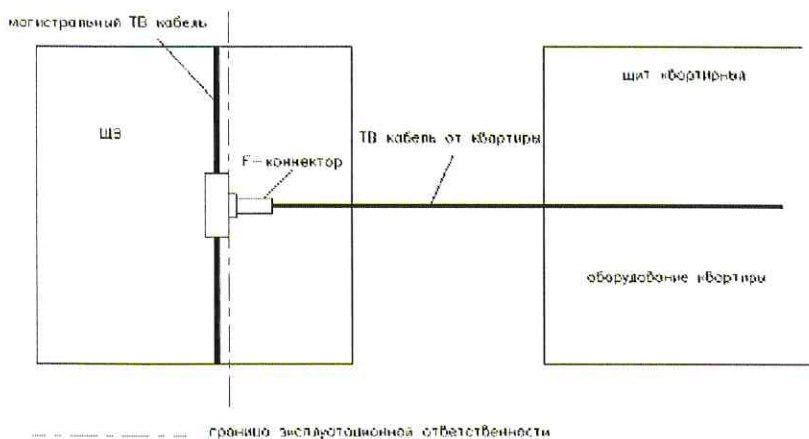 магистральный ТВ кабель
щит квартирный
ЩЭ
ТВ кабель от квартиры
F-коннектор
оборудование квартиры
граница эксплуатационной ответственности